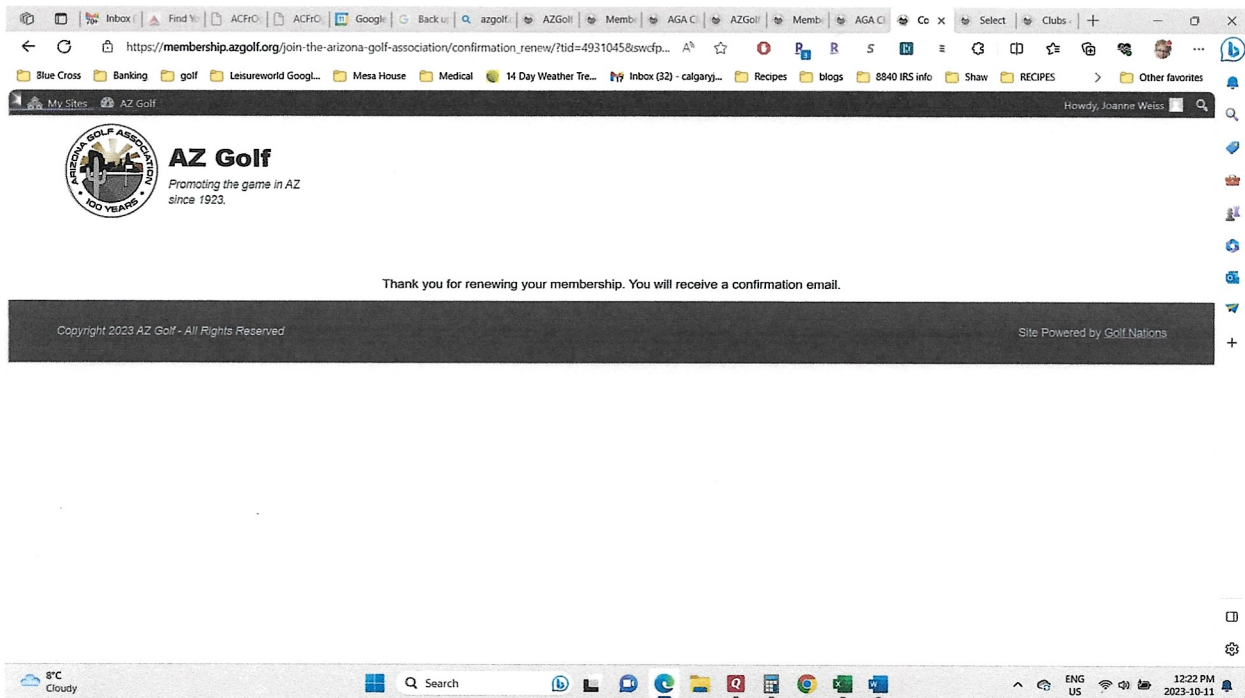 Inbox (
Find Yo
ACFrO
ACFrO
Google
Back up
azgolf.
AZGolf
Membe
AGA Cl
AZGolf
Membe
AGA Cl
Co
Select
Clubs
https://membership.azgolf.org/join-the-arizona-golf-association/confirmation_renew/?tid=4931045&swcfp...
Blue Cross
Banking
golf
Leisureworld Googl...
Mesa House
Medical
14 Day Weather Tre...
Inbox (32) - calgaryj...
Recipes
blogs
8840 IRS info
Shaw
RECIPES
Other favorites
My Sites
AZ Golf
Howdy, Joanne Weiss
ARIZONA GOLF ASSOCIATION
100 YEARS
AZ Golf
Promoting the game in AZ
since 1923.
Thank you for renewing your membership. You will receive a confirmation email.
Copyright 2023 AZ Golf - All Rights Reserved
Site Powered by Golf Nations
8°C
Cloudy
Search
ENG
US
12:22 PM
2023-10-11